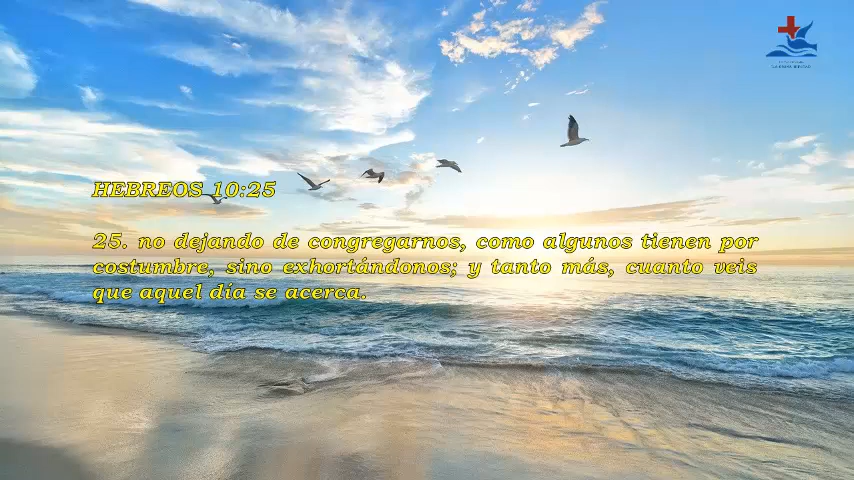 HEBREOS 10:25
25. no dejando de congregarnos, como algunos tienen por
costumbre, sino exhortándonos; y tanto más, cuanto veis
que aquel día se acerca.